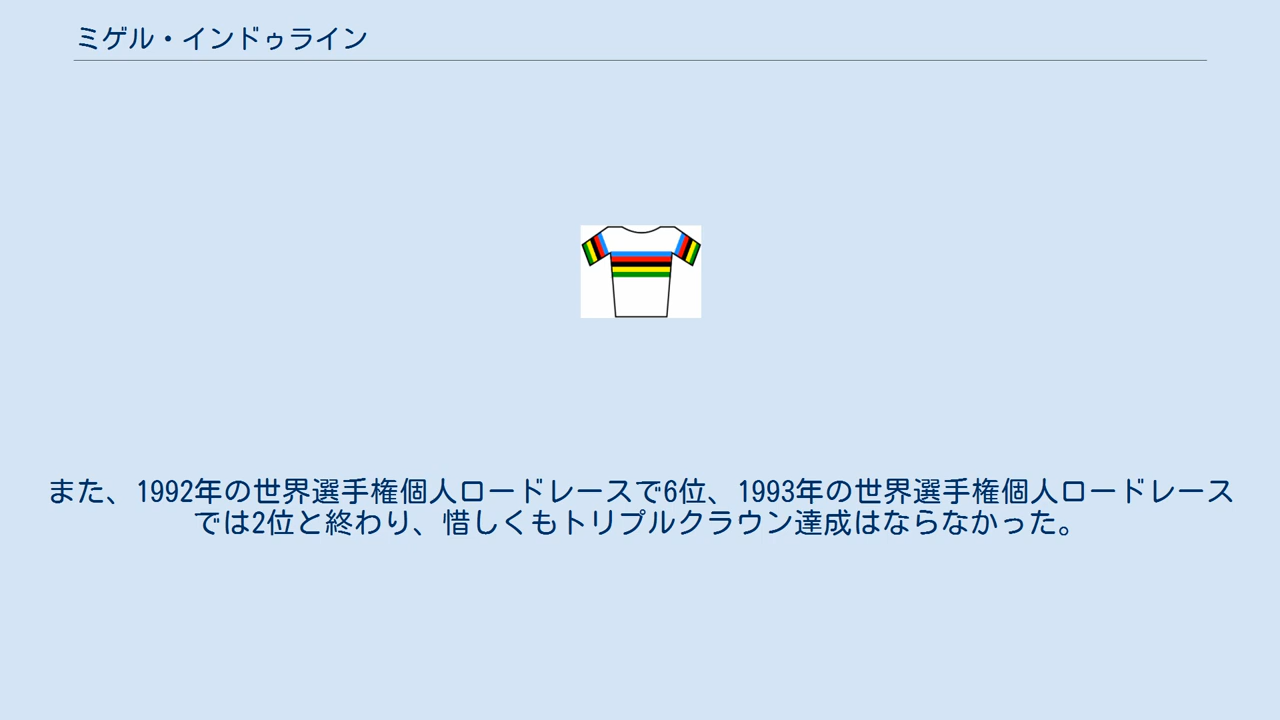 ミゲル・インドゥライン
また、1992年の世界選手権個人ロードレースで6位、1993年の世界選手権個人ロードレース
では2位と終わり、惜しくもトリプルクラウン達成はならなかった。